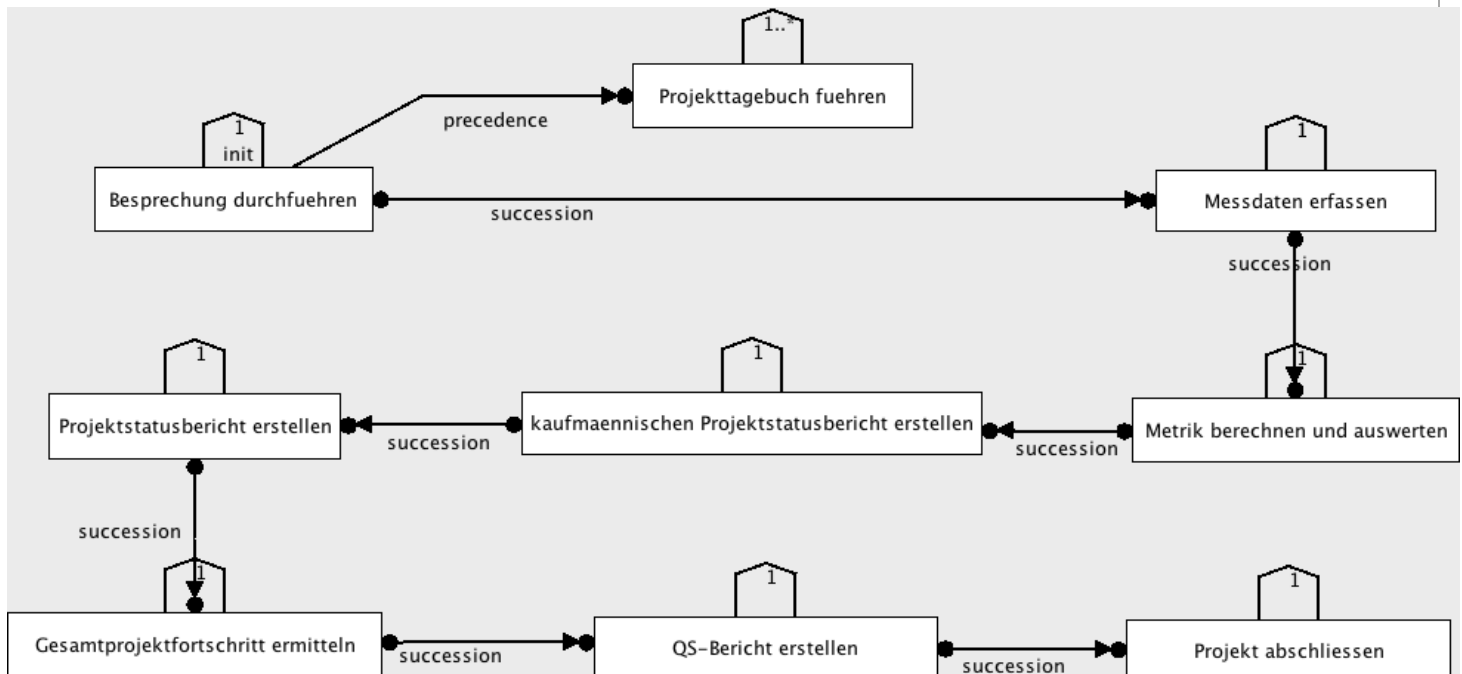 1..*
Projekttagebuch fuehren
precedence
1
init
Besprechung durchfuehren
succession
1
Messdaten erfassen
succession
1
Projektstatusbericht erstellen
succession
1
kaufmaennischen Projektstatusbericht erstellen
succession
1
Metrik berechnen und auswerten
succession
1
Gesamtprojektfortschritt ermitteln
succession
1
QS-Bericht erstellen
succession
1
Projekt abschliessen